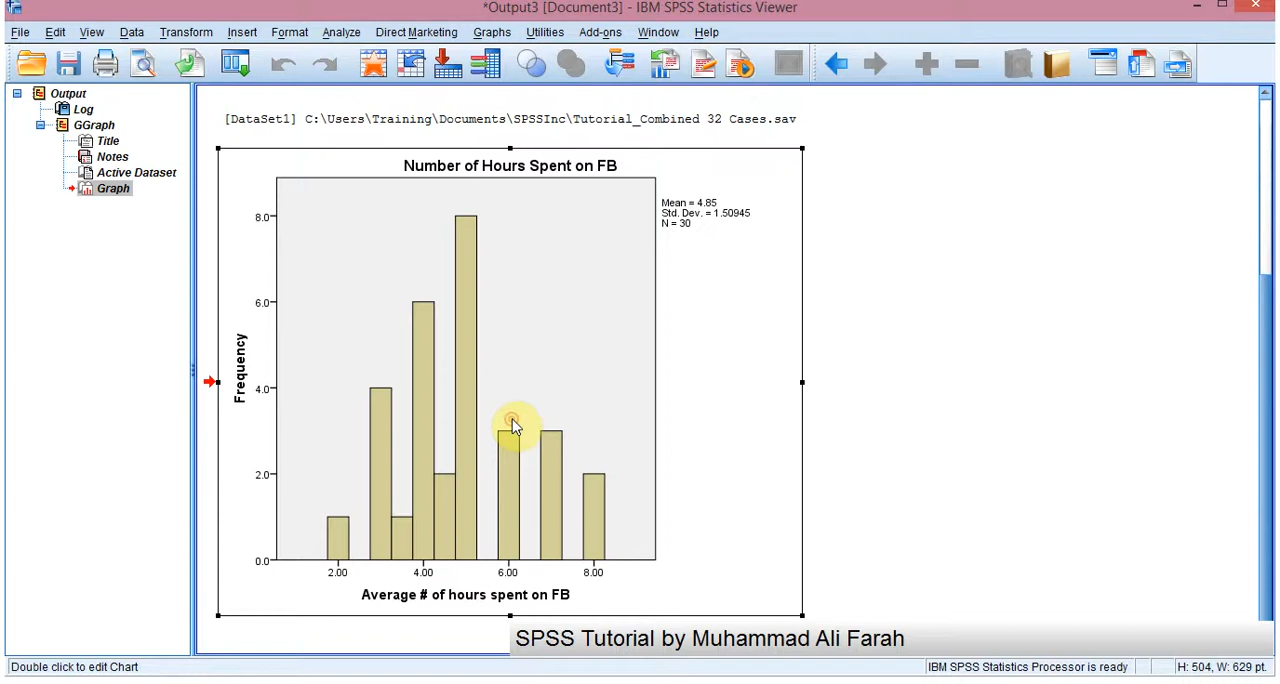 *Output3 [Document3] - IBM SPSS Statistics Viewer
File Edit View Data Transform Insert Format Analyze Direct Marketing Graphs Utilities Add-ons Window Help
Output
Log
GGraph
Title
Notes
Active Dataset
Graph
[DataSet1] C:\Users\Training\Documents\SPSSInc\Tutorial_Combined 32 Cases.sav
Number of Hours Spent on FB
Mean = 4.85
Std. Dev. = 1.50945
N = 30
Frequency
8.0
6.0
4.0
2.0
0.0
2.00 4.00 6.00 8.00
Average # of hours spent on FB
SPSS Tutorial by Muhammad Ali Farah
Double click to edit Chart
IBM SPSS Statistics Processor is ready
H: 504, W: 629 pt.